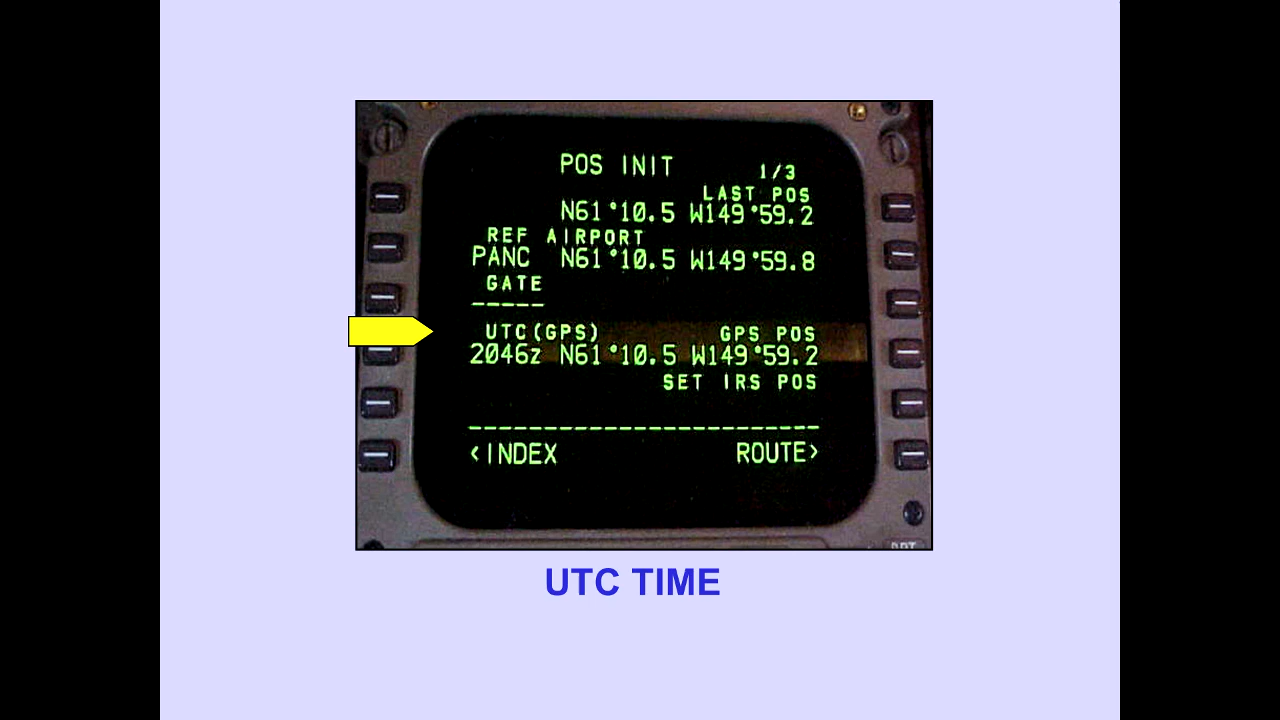 POS INIT 1/3
LAST POS
N61°10.5 W149°59.2
REF AIRPORT
PANC N61°10.5 W149°59.8
GATE
-----
UTC(GPS) GPS POS
2046z N61°10.5 W149°59.2
SET IRS POS
------------------------
<INDEX ROUTE>
UTC TIME